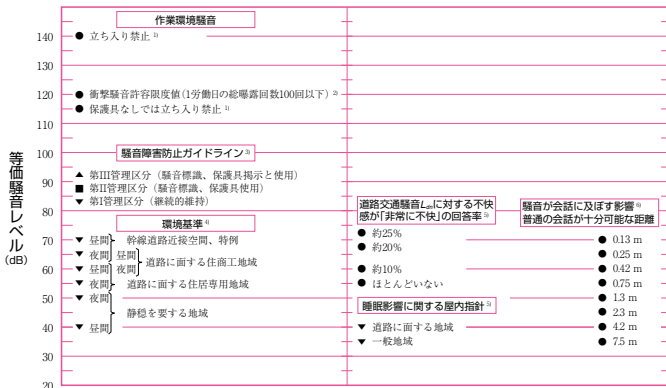 等価騒音レベル
(dB)
140
130
120
110
100
90
80
70
60
50
40
30
20
作業環境騒音
● 立ち入り禁止 1)
● 衝撃騒音許容限度値(1労働日の総曝露回数100回以下) 2)
● 保護具なしでは立ち入り禁止 1)
騒音障害防止ガイドライン 3)
▲ 第III管理区分(騒音標識、保護具掲示と使用)
■ 第II管理区分(騒音標識、保護具使用)
▼ 第I管理区分(継続的維持)
環境基準 4)
▼ 昼間 幹線道路近接空間、特例
▼ 夜間 昼間
▼ 昼間 夜間 道路に面する住商工地域
▼ 夜間 道路に面する住居専用地域
▼ 夜間
静穏を要する地域
▼ 昼間
道路交通騒音Ldnに対する不快
感が「非常に不快」の回答率 5)
● 約25%
● 約20%
● 約10%
● ほとんどいない
睡眠影響に関する屋内指針 5)
▼ 道路に面する地域
▼ 一般地域
騒音が会話に及ぼす影響 6)
普通の会話が十分可能な距離
● 0.13 m
● 0.25 m
● 0.42 m
● 0.75 m
● 1.3 m
● 2.3 m
● 4.2 m
● 7.5 m